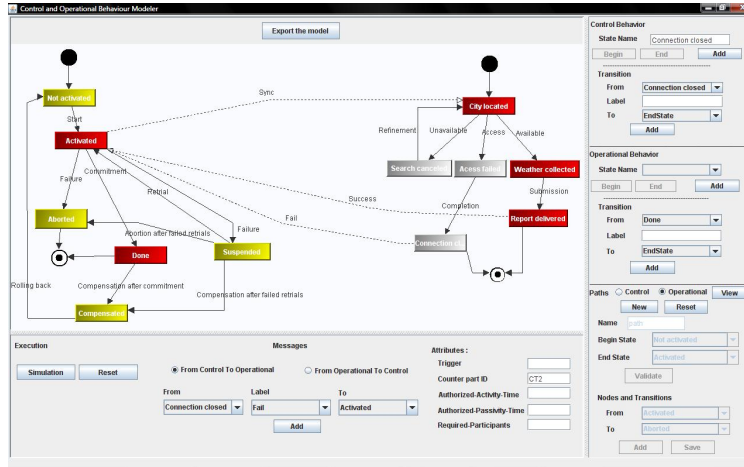 Control and Operational Behaviour Modeler
Export the model
Not activated
Start
Activated
Failure
Commitment
Retrial
Aborted
Abortion after failed retrials
Failure
Done
Suspended
Rolling back
Compensation after commitment
Compensation after failed retrials
Compensated
Sync
Success
Fail
City located
Refinement
Unavailable
Access
Available
Search canceled
Acess failed
Weather collected
Completion
Submission
Report delivered
Connection cl...
Execution
Simulation
Reset
Messages
From Control To Operational
From Operational To Control
From
Label
To
Connection closed
Fail
Activated
Add
Attributes :
Trigger
Counter part ID
CT2
Authorized-Activity-Time
Authorized-Passivity-Time
Required-Participants
Control Behavior
State Name
Connection closed
Begin
End
Add
Transition
From
Connection closed
Label
To
EndState
Add
Operational Behavior
State Name
Begin
End
Add
Transition
From
Done
Label
To
EndState
Add
Paths
Control
Operational
View
New
Reset
Name
path
Begin State
Not activated
End State
Activated
Validate
Nodes and Transitions
From
Activated
To
Aborted
Add
Save